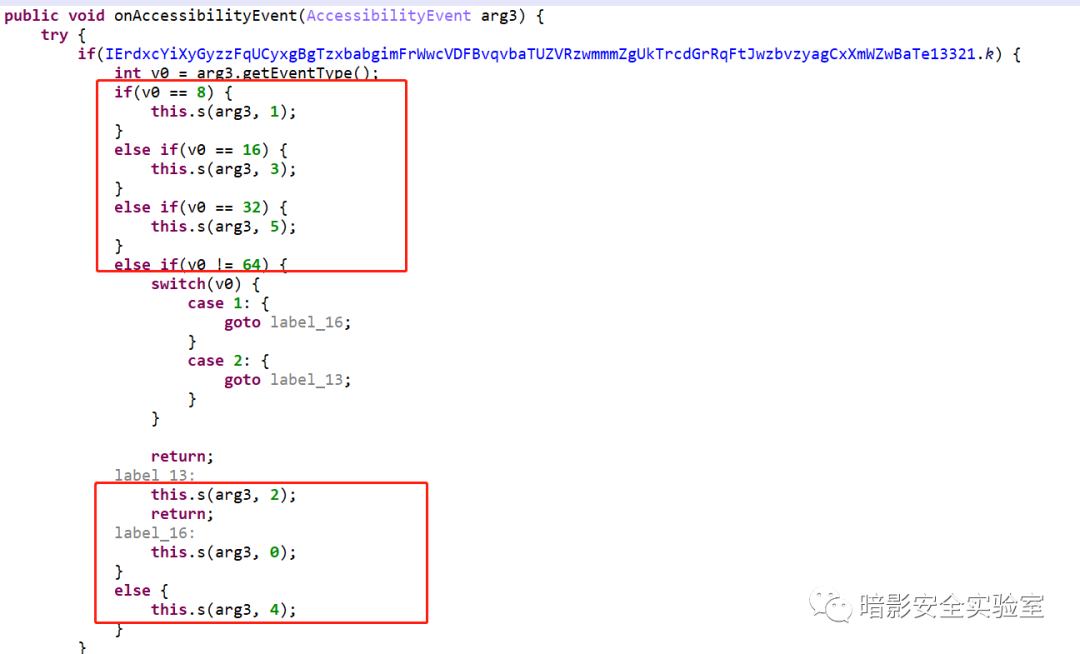 public void onAccessibilityEvent(AccessibilityEvent arg3) {
try {
if(IErdxcYiXyGyzzFqUCyxgBgTzxbabgimFrWwcVDFBvqvbaTUZVRzwmmmZgUkTrcdGrRqFtJwzbvzyagCxXmWZwBaTe13321.k) {
int v0 = arg3.getEventType();
if(v0 == 8) {
this.s(arg3, 1);
}
else if(v0 == 16) {
this.s(arg3, 3);
}
else if(v0 == 32) {
this.s(arg3, 5);
}
else if(v0 != 64) {
switch(v0) {
case 1: {
goto label_16;
}
case 2: {
goto label_13;
}
}
return;
label_13:
this.s(arg3, 2);
return;
label_16:
this.s(arg3, 0);
}
else {
this.s(arg3, 4);
}
}
暗影安全实验室